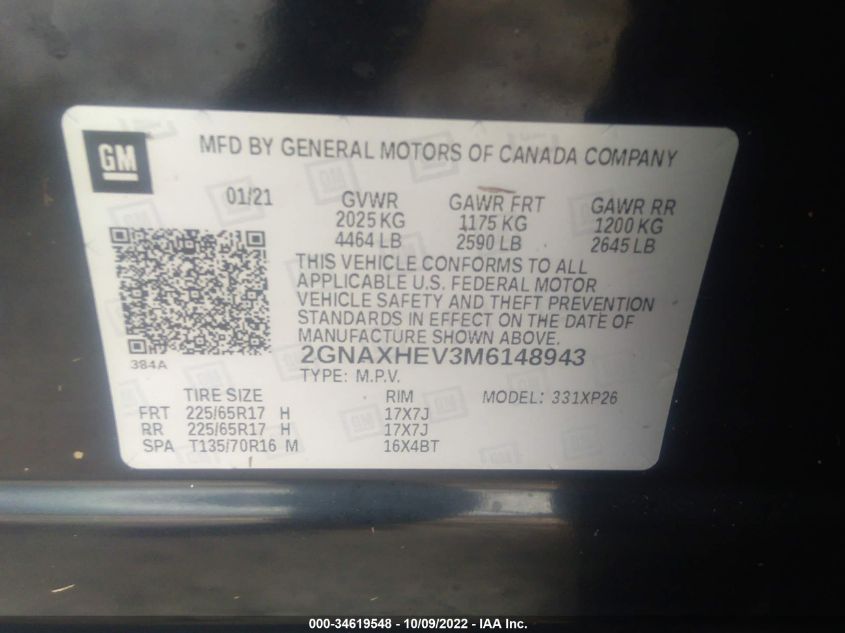 GM
MFD BY GENERAL MOTORS OF CANADA COMPANY
01/21 GVWR GAWR FRT GAWR RR
2025 KG 1175 KG 1200 KG
4464 LB 2590 LB 2645 LB
THIS VEHICLE CONFORMS TO ALL
APPLICABLE U.S. FEDERAL MOTOR
VEHICLE SAFETY AND THEFT PREVENTION
STANDARDS IN EFFECT ON THE DATE OF
MANUFACTURE SHOWN ABOVE.
384A 2GNAXHEV3M6148943
TYPE: M.P.V.
TIRE SIZE RIM MODEL: 331XP26
FRT 225/65R17 H 17X7J
RR 225/65R17 H 17X7J
SPA T135/70R16 M 16X4BT
000-34619548 - 10/09/2022 - IAA Inc.